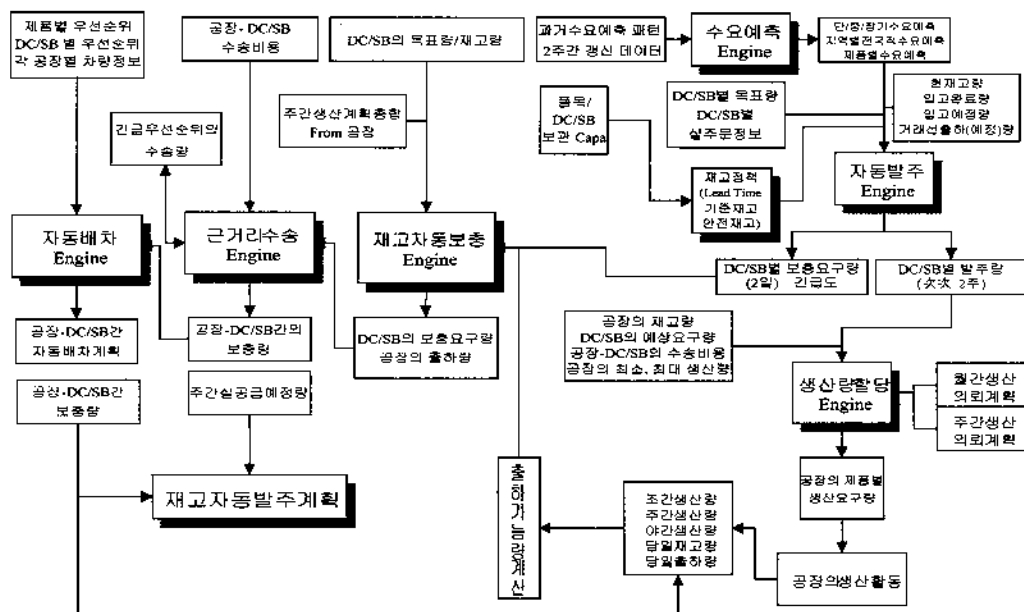 제품별 우선순위
DC/SB 별 우선순위
각 공장별 차량정보
공장- DC/SB
수송비용
DC/SB의 목표량/재고량
과거수요예측 패턴
2주간 갱신 데이터
수요예측
Engine
단/중/장기수요예측
지역별전국적수요예측
제품별수요예측
긴급우선순위의
수송량
주간생산계획총합
From 공장
품목/
DC/SB
보관 Capa
DC/SB별 목표량
DC/SB별
실주문정보
현재고량
입고완료량
입고예정량
거래선출하(예정)량
재고정책
(Lead Time
기준재고
안전재고)
자동발주
Engine
자동배차
Engine
근거리수송
Engine
재고자동보충
Engine
DC/SB별 보충요구량
(2일) 긴급도
DC/SB별 발주량
(次次 2주)
공장-DC/SB간
자동배차계획
공장-DC/SB간의
보충량
DC/SB의 보충요구량
공장의 출하량
공장의 재고량
DC/SB의 예상요구량
공장-DC/SB의 수송비용
공장의 최소, 최대 생산량
공장-DC/SB간
보충량
주간실공급예정량
생산량할당
Engine
월간생산
의뢰계획
주간생산
의뢰계획
재고자동발주계획
출하가능량계산
조간생산량
주간생산량
야간생산량
당일재고량
당일출하량
공장의 제품별
생산요구량
공장의생산활동